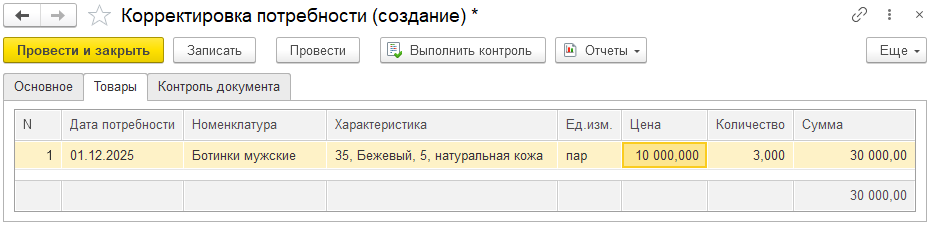 Корректировка потребности (создание) *
Провести и закрыть Записать Провести Выполнить контроль Отчеты Еще
Основное Товары Контроль документа
N Дата потребности Номенклатура Характеристика Ед.изм. Цена Количество Сумма
1 01.12.2025 Ботинки мужские 35, Бежевый, 5, натуральная кожа пар 10 000,000 3,000 30 000,00
30 000,00